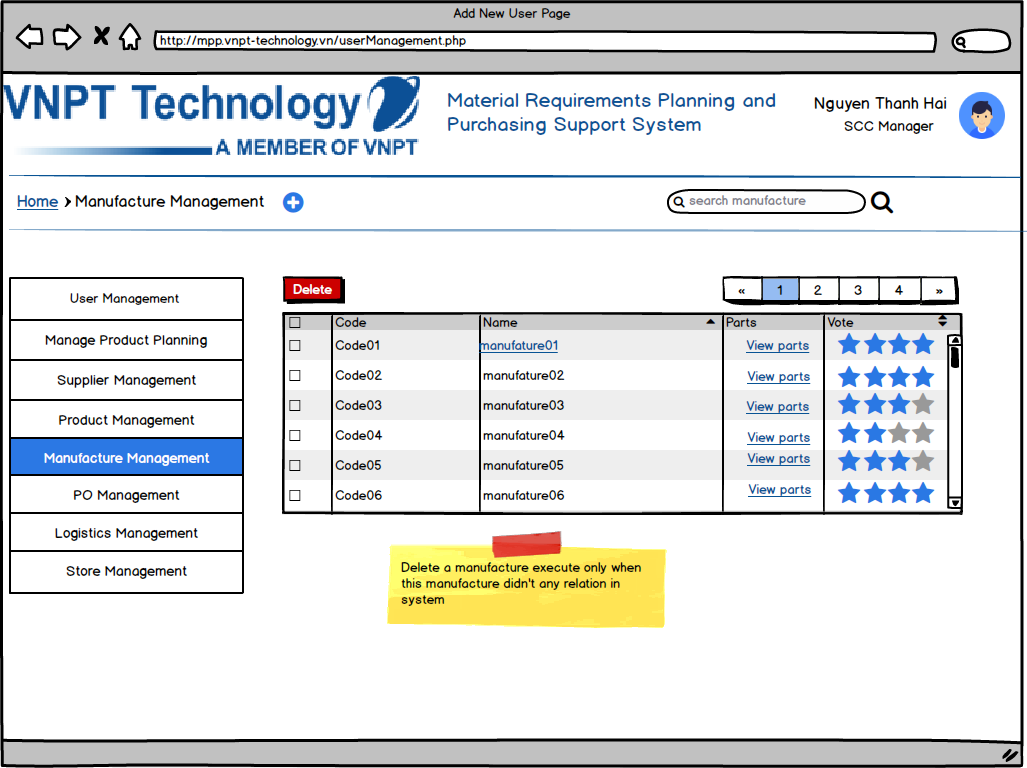 Add New User Page
http://mpp.vnpt-technology.vn/userManagement.php
VNPT Technology
A MEMBER OF VNPT
Material Requirements Planning and
Purchasing Support System
Nguyen Thanh Hai
SCC Manager
Home Manufacture Management
search manufacture
User Management
Manage Product Planning
Supplier Management
Product Management
Manufacture Management
PO Management
Logistics Management
Store Management
Delete
« 1 2 3 4 »
Code Name Parts Vote
Code01 manufature01 View parts
Code02 manufature02 View parts
Code03 manufature03 View parts
Code04 manufature04 View parts
Code05 manufature05 View parts
Code06 manufature06 View parts
Delete a manufacture execute only when
this manufacture didn't any relation in
system